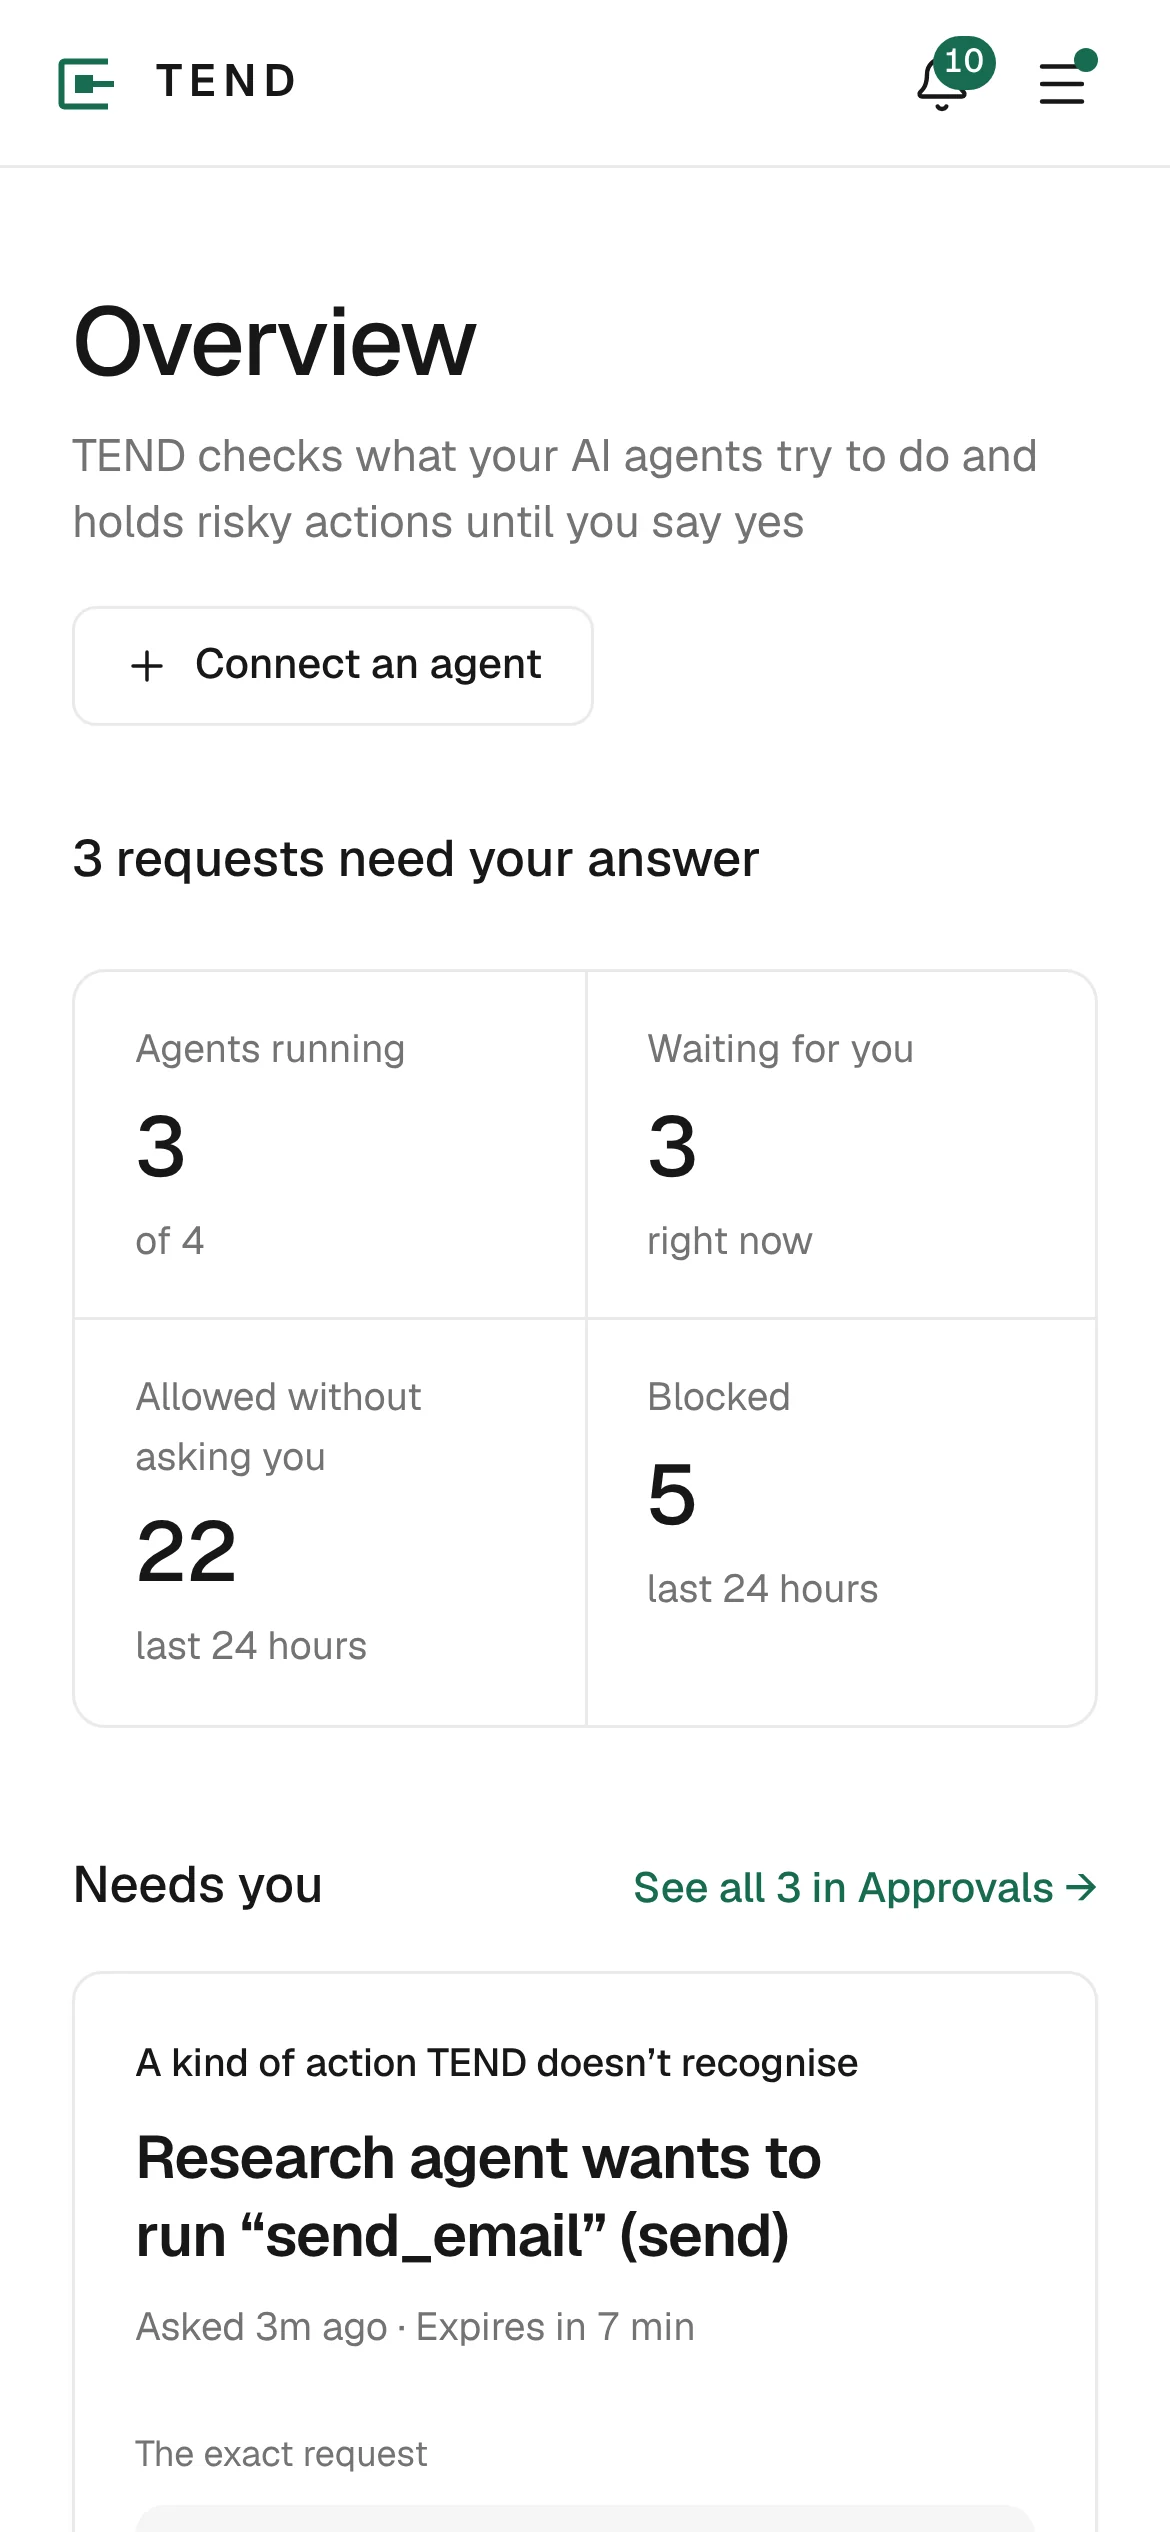 TEND
10
Overview
TEND checks what your AI agents try to do and
holds risky actions until you say yes
+ Connect an agent
3 requests need your answer
Agents running
3
of 4
Waiting for you
3
right now
Allowed without
asking you
22
last 24 hours
Blocked
5
last 24 hours
Needs you
See all 3 in Approvals →
A kind of action TEND doesn’t recognise
Research agent wants to
run “send_email” (send)
Asked 3m ago · Expires in 7 min
The exact request